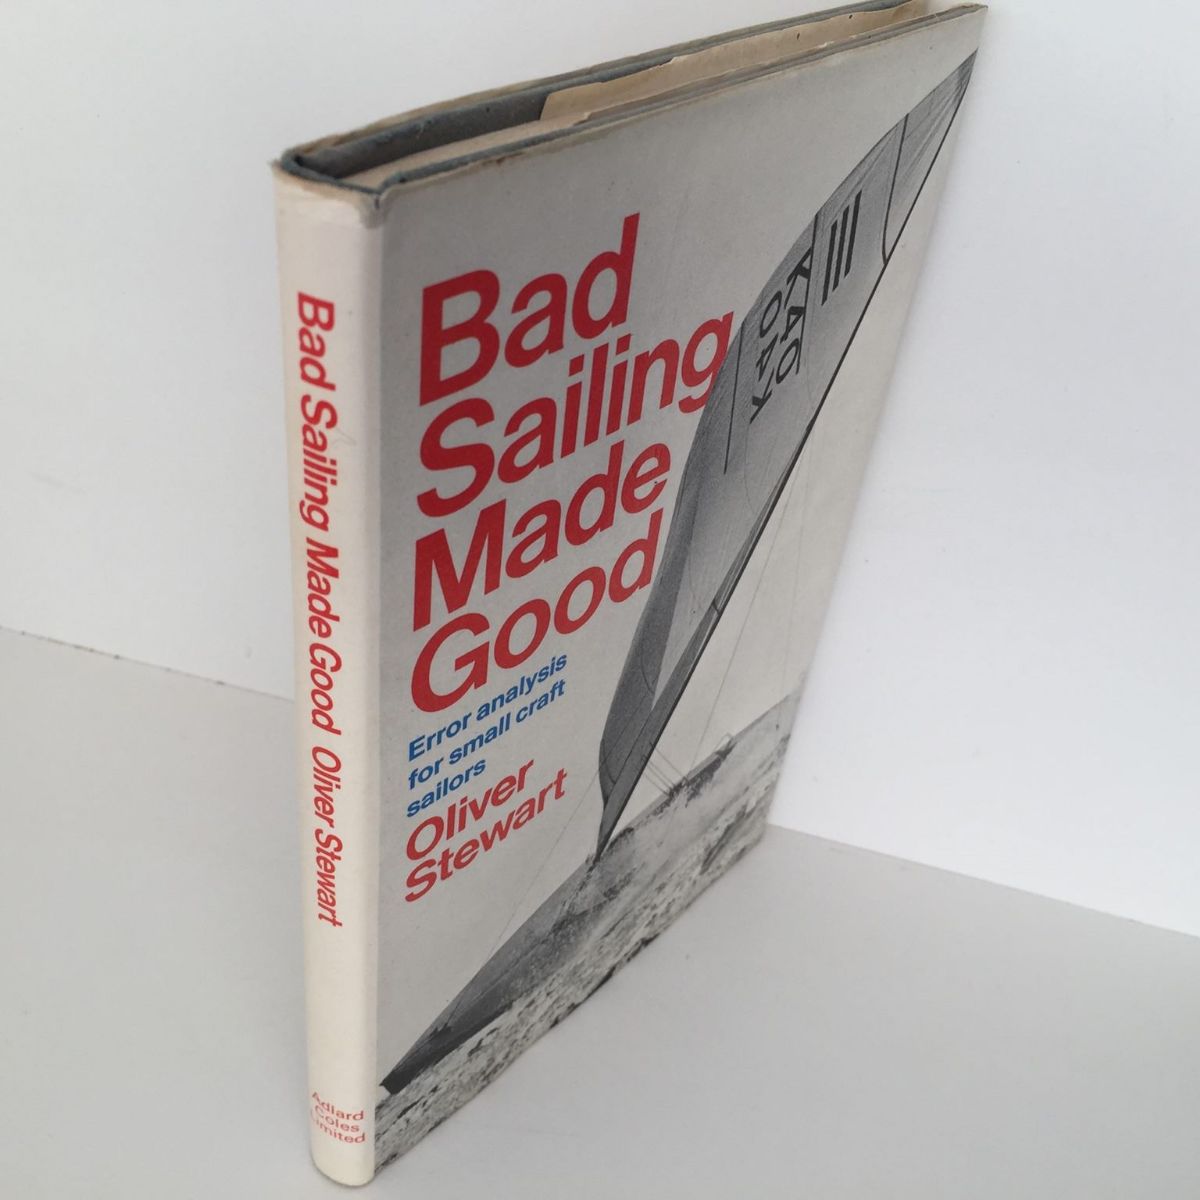 Bad
Sailing
Made
Good
Error analysis
for small craft
sailors
Oliver
Stewart
K40
K40
Bad Sailing Made Good Oliver Stewart
Adlard
Coles
Limited